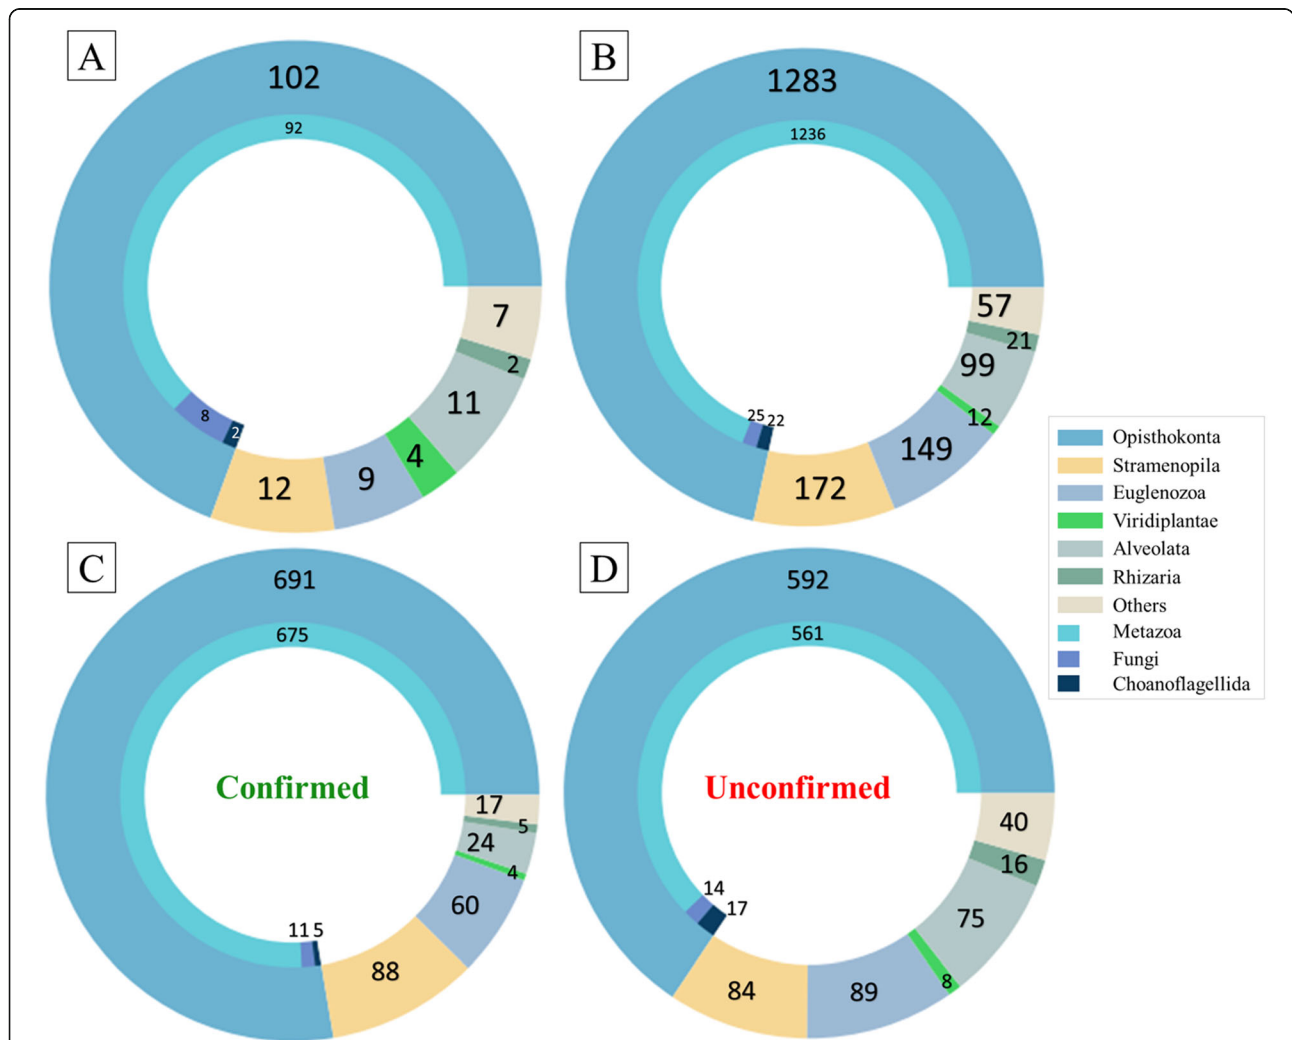 A
102
92
8
2
12
9
4
11
2
7
B
1283
1236
25
22
172
149
12
99
21
57
C
691
675
11
5
88
60
4
24
5
17
Confirmed
D
592
561
14
17
84
89
8
75
16
40
Unconfirmed
Opisthokonta
Stramenopila
Euglenozoa
Viridiplantae
Alveolata
Rhizaria
Others
Metazoa
Fungi
Choanoflagellida